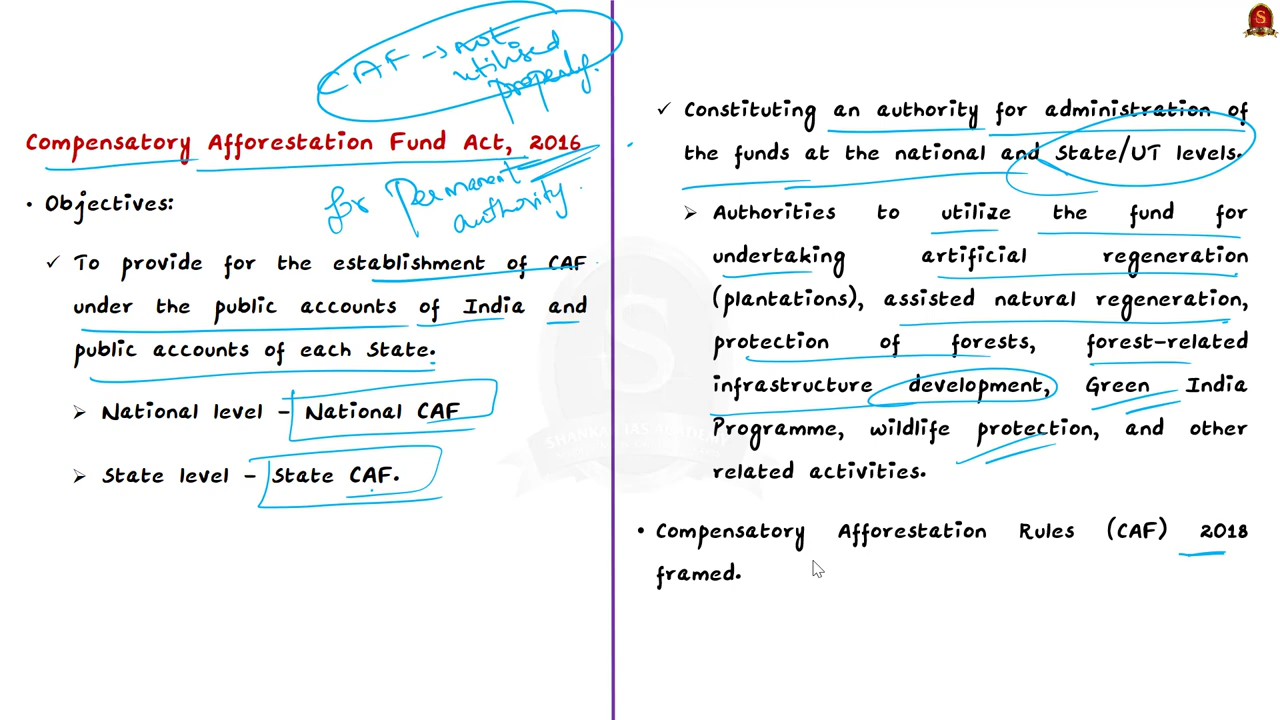 CAF → not
utilised
properly.
Compensatory Afforestation Fund Act, 2016
for Permanent
authority.
• Objectives:
✓ To provide for the establishment of CAF
under the public accounts of India and
public accounts of each State.
➢ National level – National CAF
➢ State level – State CAF.
✓ Constituting an authority for administration of
the funds at the national and State/UT levels.
➢ Authorities to utilize the fund for
undertaking artificial regeneration
(plantations), assisted natural regeneration,
protection of forests, forest-related
infrastructure development, Green India
Programme, wildlife protection, and other
related activities.
• Compensatory Afforestation Rules (CAF) 2018
framed.
S
SHANKAR IAS ACADEMY
S